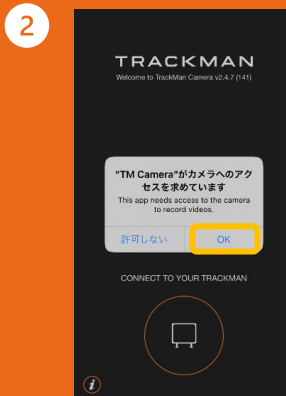 2
TRACKMAN
Welcome to TrackMan Camera v2.4.7 (141)
"TM Camera"がカメラへのアク
セスを求めています
This app needs access to the camera
to record videos.
許可しない
OK
CONNECT TO YOUR TRACKMAN
i